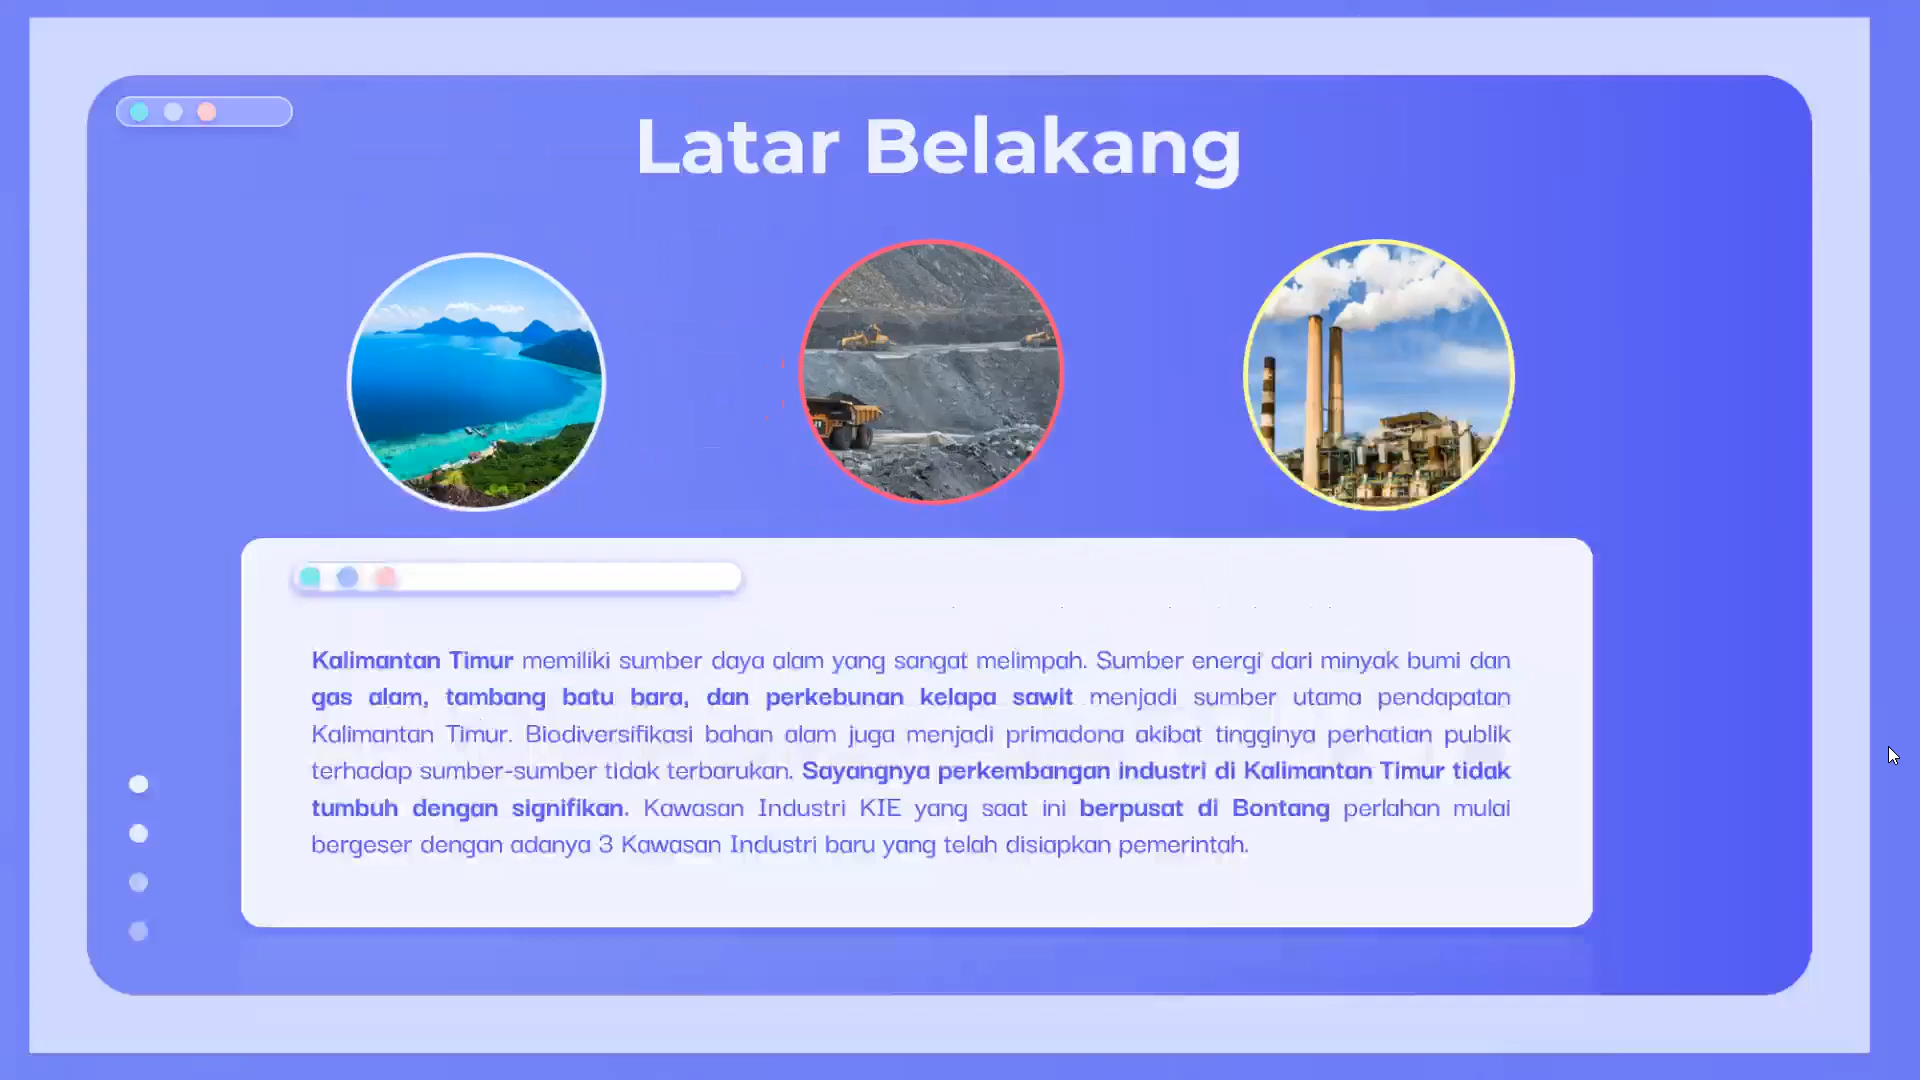 Latar Belakang
Kalimantan Timur memiliki sumber daya alam yang sangat melimpah. Sumber energi dari minyak bumi dan
gas alam, tambang batu bara, dan perkebunan kelapa sawit menjadi sumber utama pendapatan
Kalimantan Timur. Biodiversifikasi bahan alam juga menjadi primadona akibat tingginya perhatian publik
terhadap sumber-sumber tidak terbarukan. Sayangnya perkembangan industri di Kalimantan Timur tidak
tumbuh dengan signifikan. Kawasan Industri KIE yang saat ini berpusat di Bontang perlahan mulai
bergeser dengan adanya 3 Kawasan Industri baru yang telah disiapkan pemerintah.